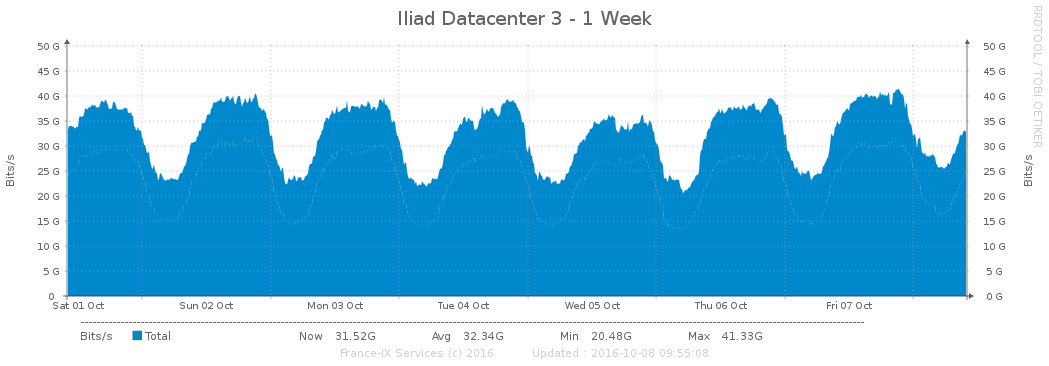 Iliad Datacenter 3 - 1 Week
RRDTOOL / TOBI OETIKER
50 G 50 G
45 G 45 G
40 G 40 G
35 G 35 G
30 G 30 G
25 G 25 G
20 G 20 G
15 G 15 G
10 G 10 G
5 G 5 G
0 0 G
Bits/s
Bits/s
Sat 01 Oct Sun 02 Oct Mon 03 Oct Tue 04 Oct Wed 05 Oct Thu 06 Oct Fri 07 Oct
Bits/s Total Now 31.52G Avg 32.34G Min 20.48G Max 41.33G
France-IX Services (c) 2016 Updated : 2016-10-08 09:55:08